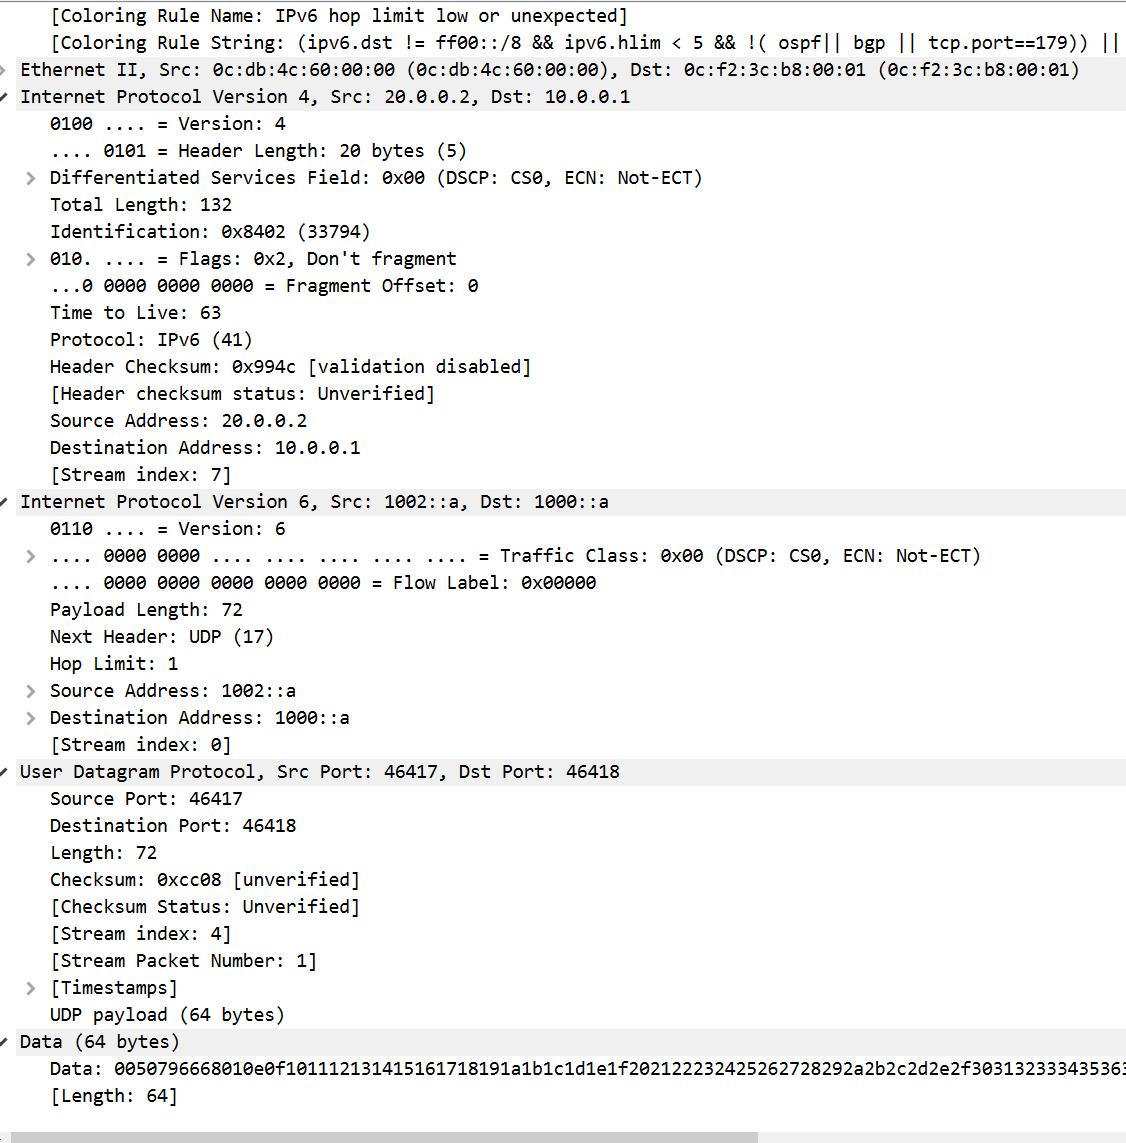 [Coloring Rule Name: IPv6 hop limit low or unexpected]
[Coloring Rule String: (ipv6.dst != ff00::/8 && ipv6.hlim < 5 && !( ospf|| bgp || tcp.port==179)) ||
Ethernet II, Src: 0c:db:4c:60:00:00 (0c:db:4c:60:00:00), Dst: 0c:f2:3c:b8:00:01 (0c:f2:3c:b8:00:01)
Internet Protocol Version 4, Src: 20.0.0.2, Dst: 10.0.0.1
0100 .... = Version: 4
.... 0101 = Header Length: 20 bytes (5)
Differentiated Services Field: 0x00 (DSCP: CS0, ECN: Not-ECT)
Total Length: 132
Identification: 0x8402 (33794)
010. .... = Flags: 0x2, Don't fragment
...0 0000 0000 0000 = Fragment Offset: 0
Time to Live: 63
Protocol: IPv6 (41)
Header Checksum: 0x994c [validation disabled]
[Header checksum status: Unverified]
Source Address: 20.0.0.2
Destination Address: 10.0.0.1
[Stream index: 7]
Internet Protocol Version 6, Src: 1002::a, Dst: 1000::a
0110 .... = Version: 6
.... 0000 0000 .... .... .... .... .... = Traffic Class: 0x00 (DSCP: CS0, ECN: Not-ECT)
.... 0000 0000 0000 0000 0000 = Flow Label: 0x00000
Payload Length: 72
Next Header: UDP (17)
Hop Limit: 1
Source Address: 1002::a
Destination Address: 1000::a
[Stream index: 0]
User Datagram Protocol, Src Port: 46417, Dst Port: 46418
Source Port: 46417
Destination Port: 46418
Length: 72
Checksum: 0xcc08 [unverified]
[Checksum Status: Unverified]
[Stream index: 4]
[Stream Packet Number: 1]
[Timestamps]
UDP payload (64 bytes)
Data (64 bytes)
Data: 0050796668010e0f101112131415161718191a1b1c1d1e1f202122232425262728292a2b2c2d2e2f303132333435363
[Length: 64]